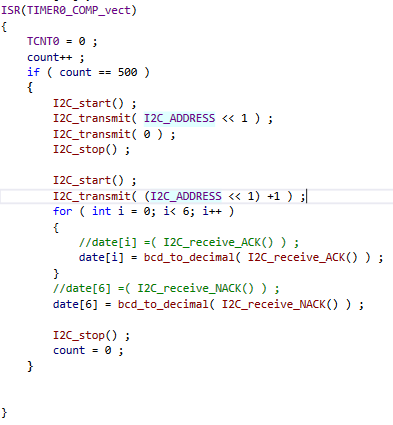 ISR(TIMER0_COMP_vect)
{
TCNT0 = 0 ;
count++ ;
if ( count == 500 )
{
I2C_start() ;
I2C_transmit( I2C_ADDRESS << 1 ) ;
I2C_transmit( 0 ) ;
I2C_stop() ;
I2C_start() ;
I2C_transmit( (I2C_ADDRESS << 1) +1 ) ;
for ( int i = 0; i< 6; i++ )
{
//date[i] =( I2C_receive_ACK() ) ;
date[i] = bcd_to_decimal( I2C_receive_ACK() ) ;
}
//date[6] =( I2C_receive_NACK() ) ;
date[6] = bcd_to_decimal( I2C_receive_NACK() ) ;
I2C_stop() ;
count = 0 ;
}
}